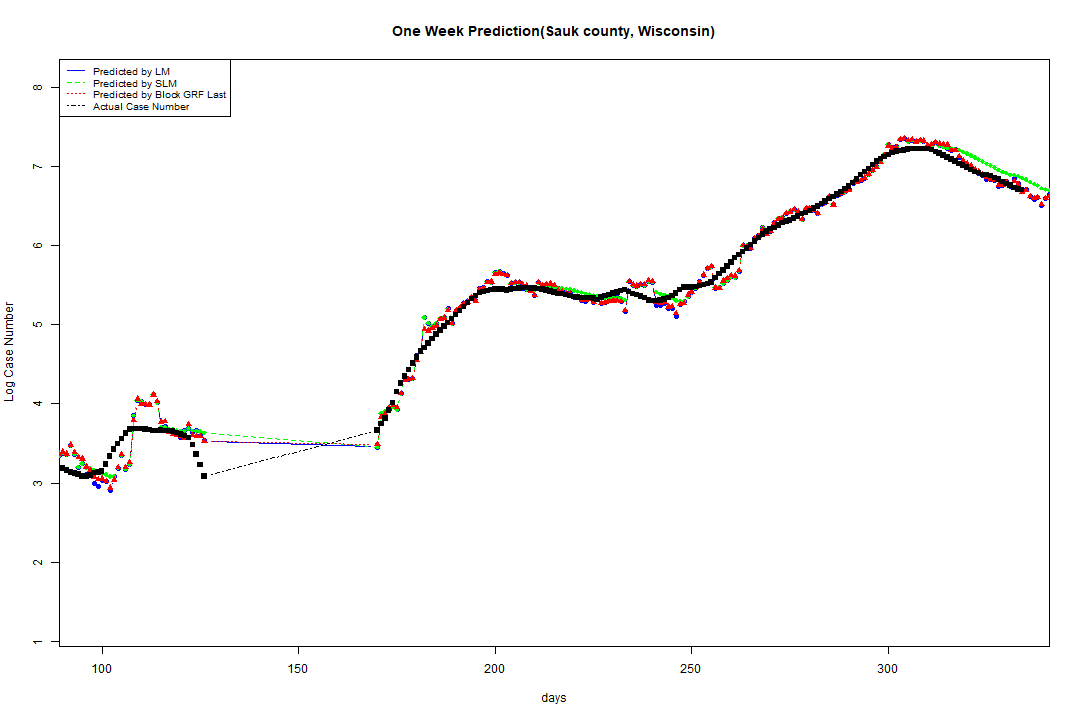 One Week Prediction(Sauk county, Wisconsin)
Predicted by LM
Predicted by SLM
Predicted by Block GRF Last
Actual Case Number
8
7
6
5
4
3
2
1
Log Case Number
100 150 200 250 300
days